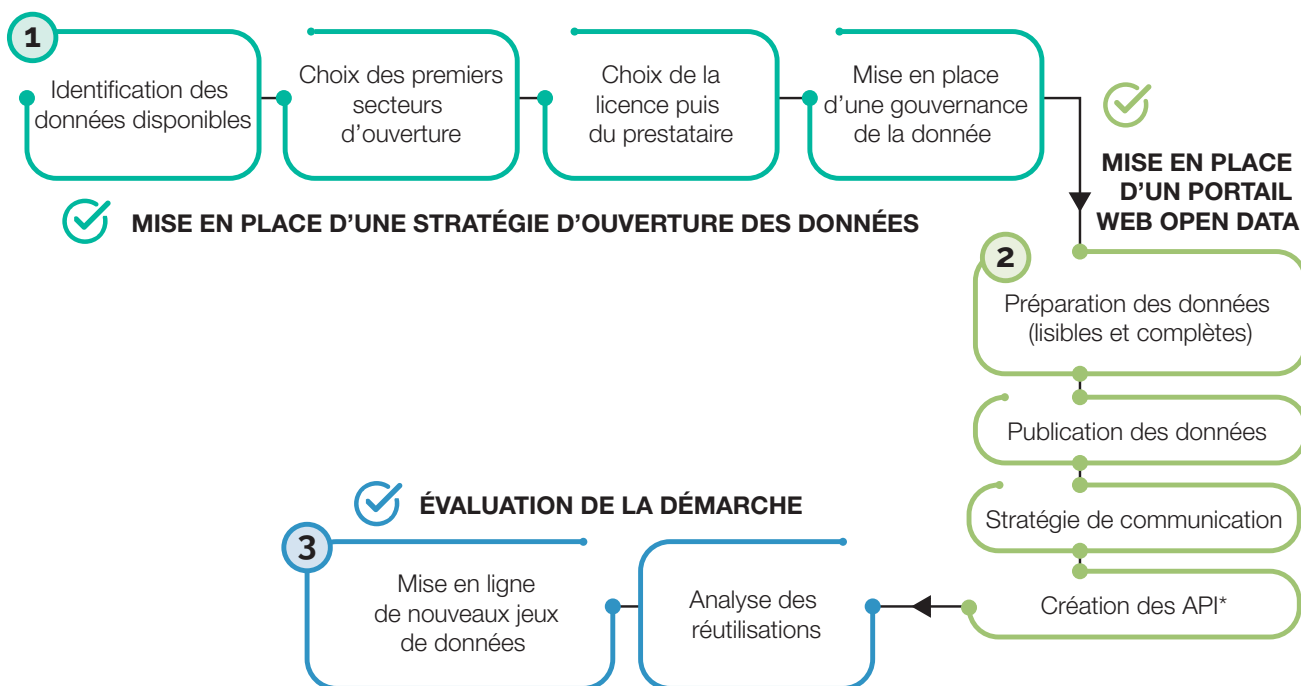 1
Identification des
données disponibles
Choix des premiers
secteurs
d'ouverture
Choix de la
licence puis
du prestataire
Mise en place
d'une gouvernance
de la donnée
MISE EN PLACE D'UNE STRATÉGIE D'OUVERTURE DES DONNÉES
MISE EN PLACE
D'UN PORTAIL
WEB OPEN DATA
2
Préparation des données
(lisibles et complètes)
Publication des données
Stratégie de communication
Création des API*
ÉVALUATION DE LA DÉMARCHE
3
Mise en ligne
de nouveaux jeux
de données
Analyse des
réutilisations